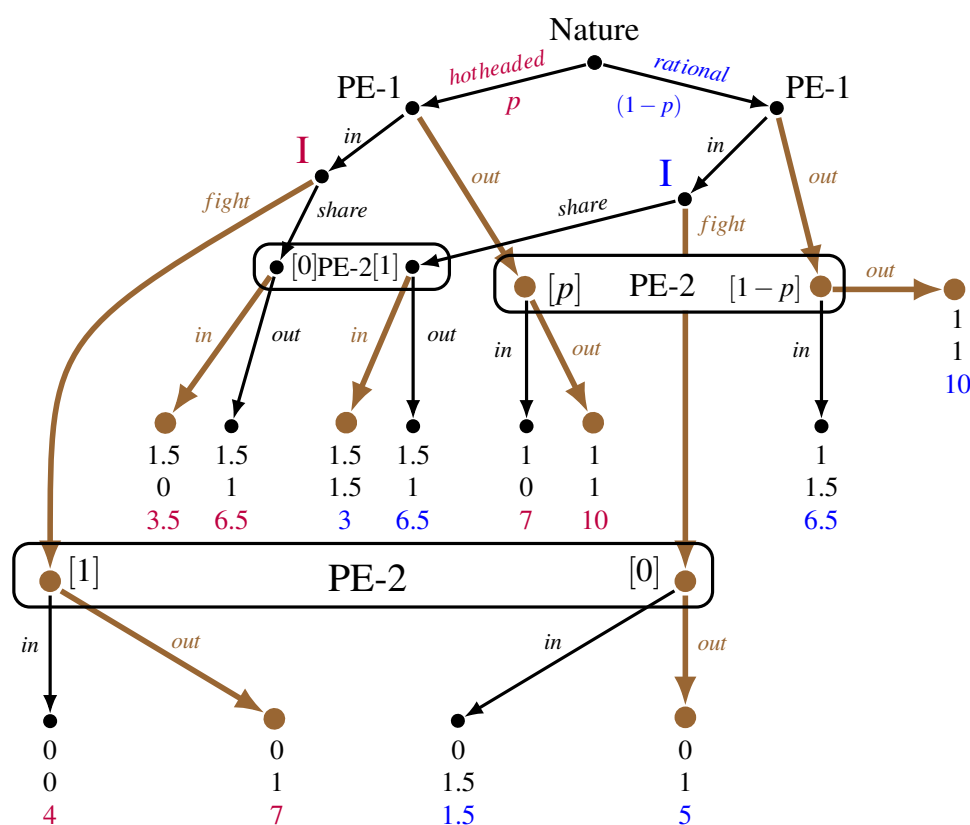 Nature
hotheaded
rational
PE-1
PE-1
p
(1 − p)
in
in
I
I
out
out
fight
share
share
fight
[0]PE-2[1]
[p]
PE-2
[1 − p]
out
in
out
in
out
in
out
in
1
1
10
1.5
0
3.5
1.5
1
6.5
1.5
1.5
3
1.5
1
6.5
1
0
7
1
1
10
1
1.5
6.5
[1]
PE-2
[0]
in
out
in
out
0
0
4
0
1
7
0
1.5
1.5
0
1
5